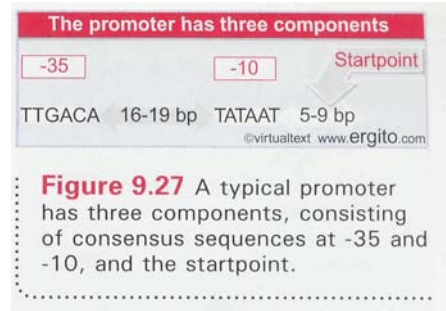 The promoter has three components
-35 -10 Startpoint
TTGACA 16-19 bp TATAAT 5-9 bp
©virtualtext www.ergito.com
Figure 9.27 A typical promoter
has three components, consisting
of consensus sequences at -35 and
-10, and the startpoint.